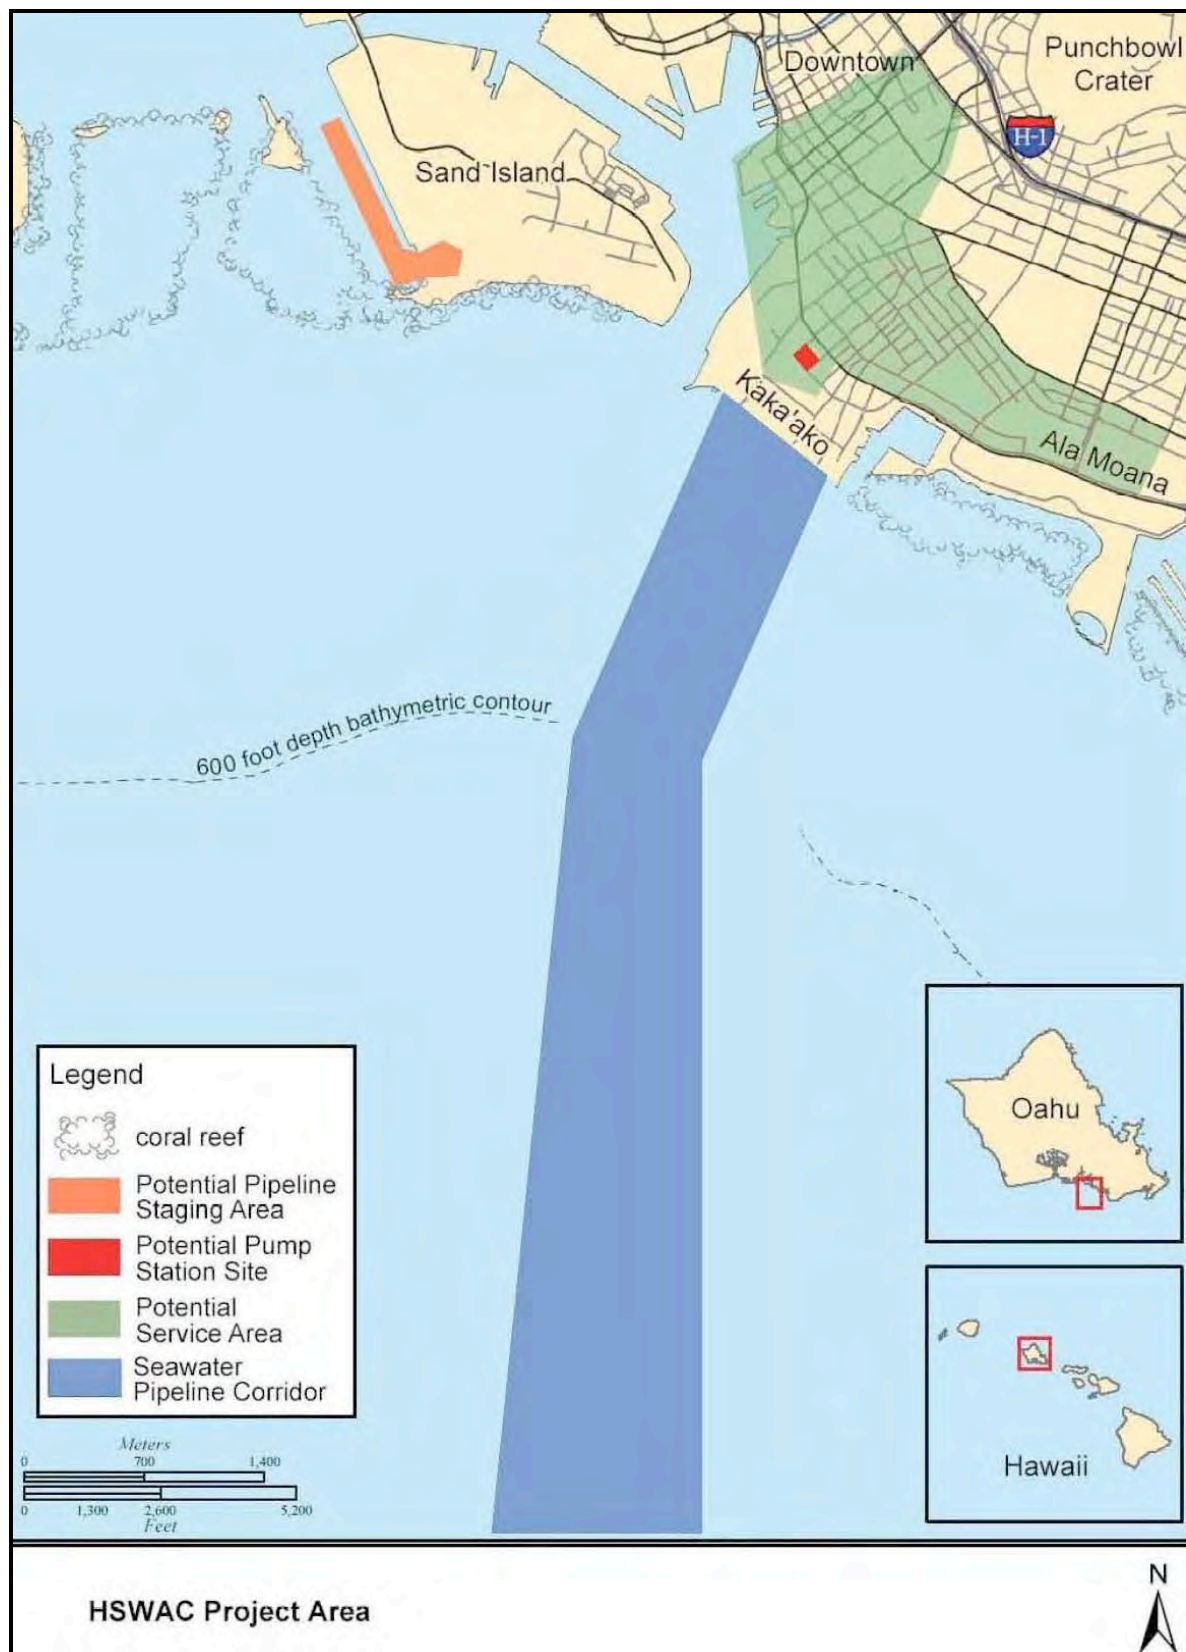 Downtown
Punchbowl
Crater
H-1
Sand Island
Kaka'ako
Ala Moana
600 foot depth bathymetric contour
Legend
coral reef
Potential Pipeline
Staging Area
Potential Pump
Station Site
Potential
Service Area
Seawater
Pipeline Corridor
Meters
0 700 1,400
0 1,300 2,600 5,200
Feet
Oahu
Hawaii
HSWAC Project Area
N